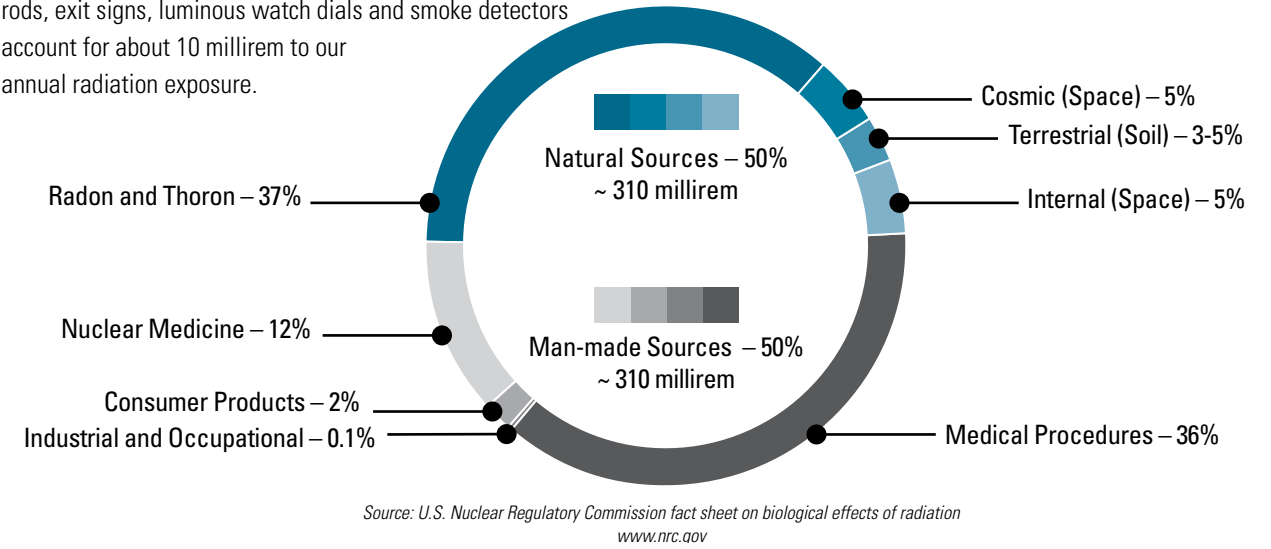 rods, exit signs, luminous watch dials and smoke detectors
account for about 10 millirem to our
annual radiation exposure.
Cosmic (Space) – 5%
Terrestrial (Soil) – 3-5%
Natural Sources – 50%
~ 310 millirem
Radon and Thoron – 37%
Internal (Space) – 5%
Nuclear Medicine – 12%
Man-made Sources – 50%
~ 310 millirem
Consumer Products – 2%
Industrial and Occupational – 0.1%
Medical Procedures – 36%
Source: U.S. Nuclear Regulatory Commission fact sheet on biological effects of radiation
www.nrc.gov